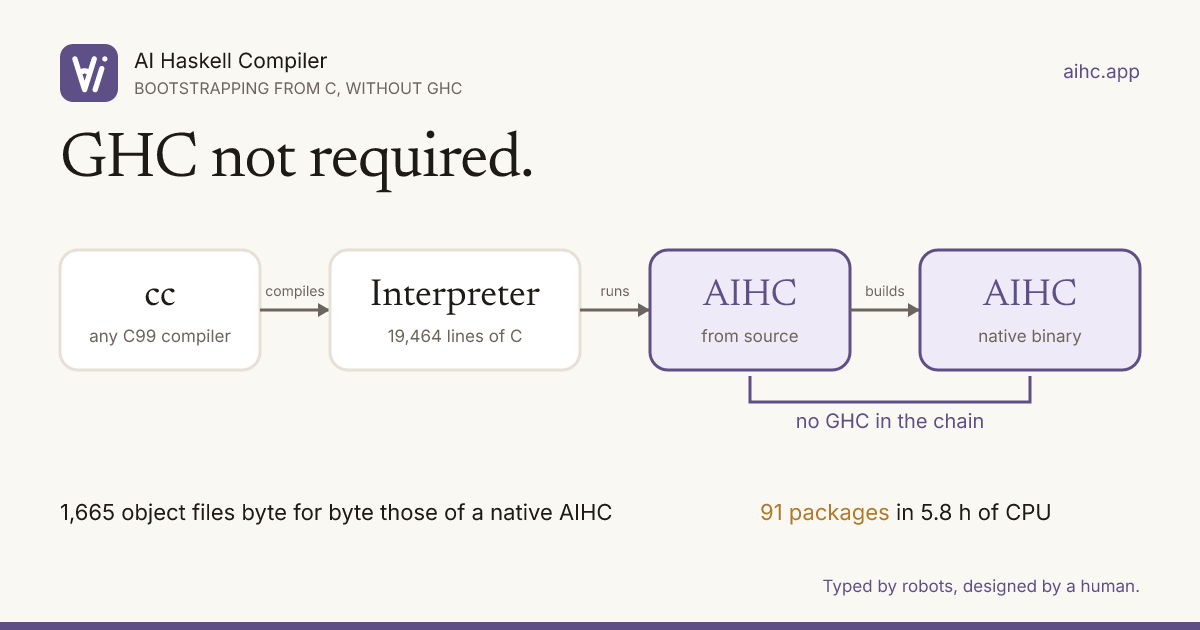 AI Haskell Compiler
BOOTSTRAPPING FROM C, WITHOUT GHC
aihc.app
GHC not required.
cc
any C99 compiler
compiles
Interpreter
19,464 lines of C
runs
AIHC
from source
builds
AIHC
native binary
no GHC in the chain
1,665 object files byte for byte those of a native AIHC
91 packages in 5.8 h of CPU
Typed by robots, designed by a human.